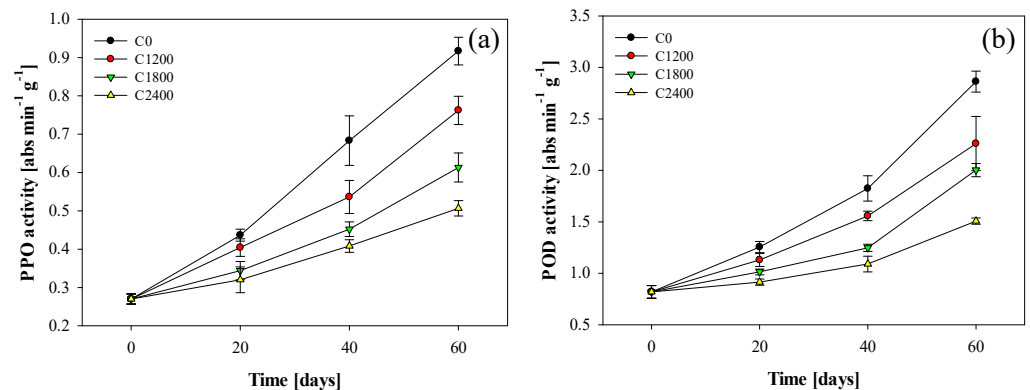 (a)
C0
C1200
C1800
C2400
PPO activity [abs min⁻¹ g⁻¹]
1.0
0.9
0.8
0.7
0.6
0.5
0.4
0.3
0.2
0 20 40 60
Time [days]
(b)
C0
C1200
C1800
C2400
POD activity [abs min⁻¹ g⁻¹]
3.5
3.0
2.5
2.0
1.5
1.0
0.5
0 20 40 60
Time [days]